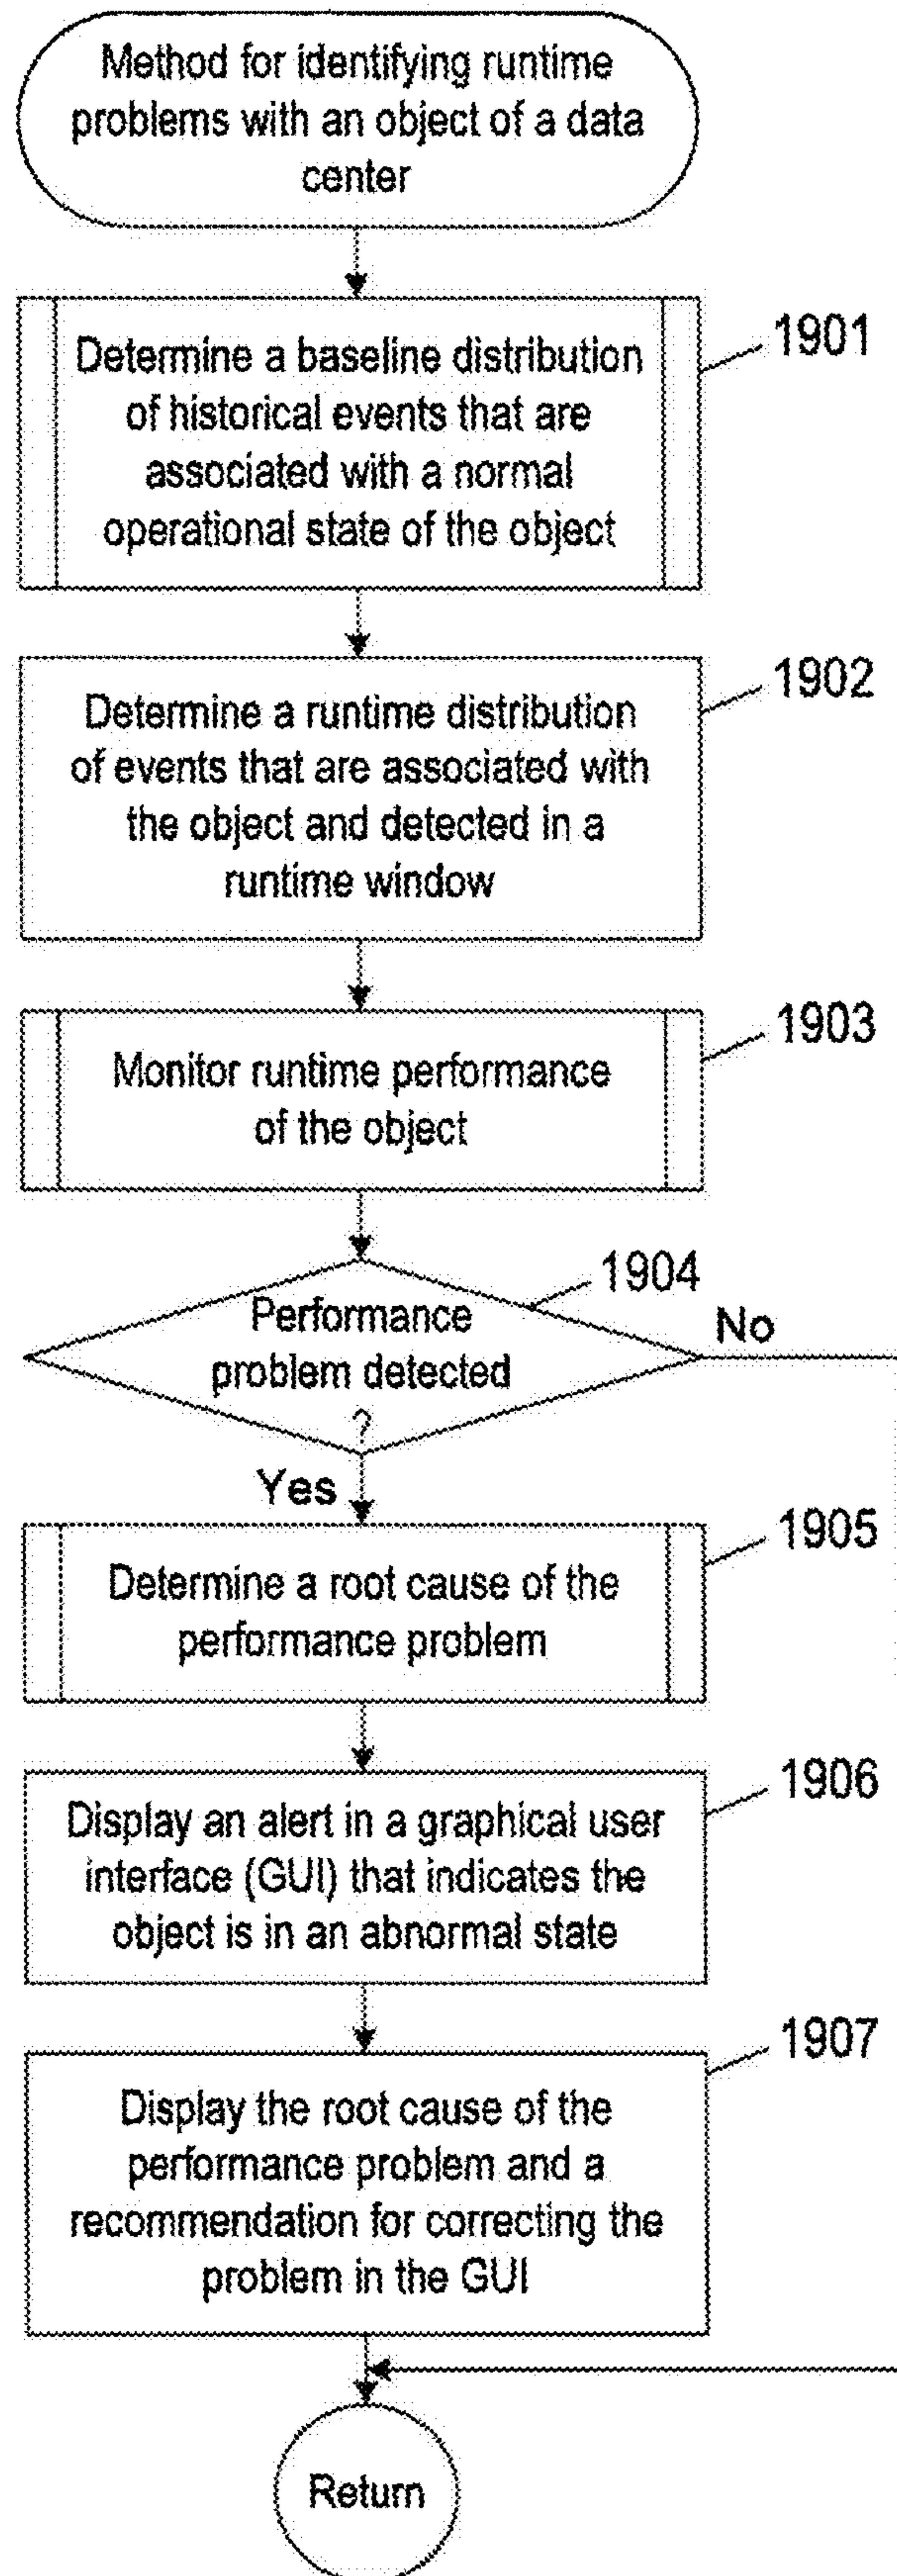 Method for identifying runtime
problems with an object of a data
center
1901
Determine a baseline distribution
of historical events that are
associated with a normal
operational state of the object
1902
Determine a runtime distribution
of events that are associated with
the object and detected in a
runtime window
1903
Monitor runtime performance
of the object
1904
Performance
problem detected
?
No
Yes
1905
Determine a root cause of the
performance problem
1906
Display an alert in a graphical user
interface (GUI) that indicates the
object is in an abnormal state
1907
Display the root cause of the
performance problem and a
recommendation for correcting the
problem in the GUI
Return